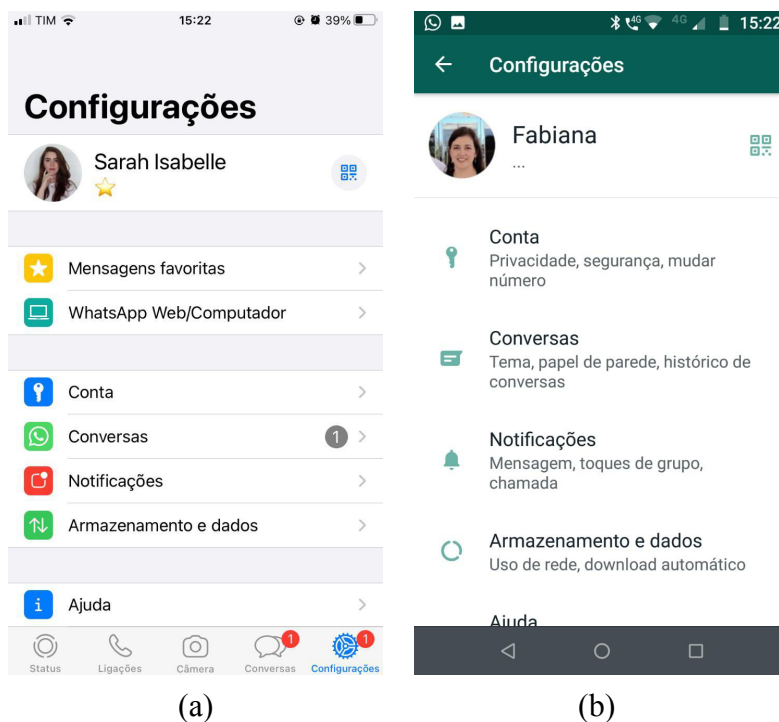 TIM 15:22 39%
Configurações
Sarah Isabelle
Mensagens favoritas
WhatsApp Web/Computador
Conta
Conversas 1
Notificações
Armazenamento e dados
i Ajuda
1 1
Status Ligações Câmera Conversas Configurações
(a)
4G 4G 15:22
Configurações
Fabiana
...
Conta
Privacidade, segurança, mudar
número
Conversas
Tema, papel de parede, histórico de
conversas
Notificações
Mensagem, toques de grupo,
chamada
Armazenamento e dados
Uso de rede, download automático
Ajuda
(b)